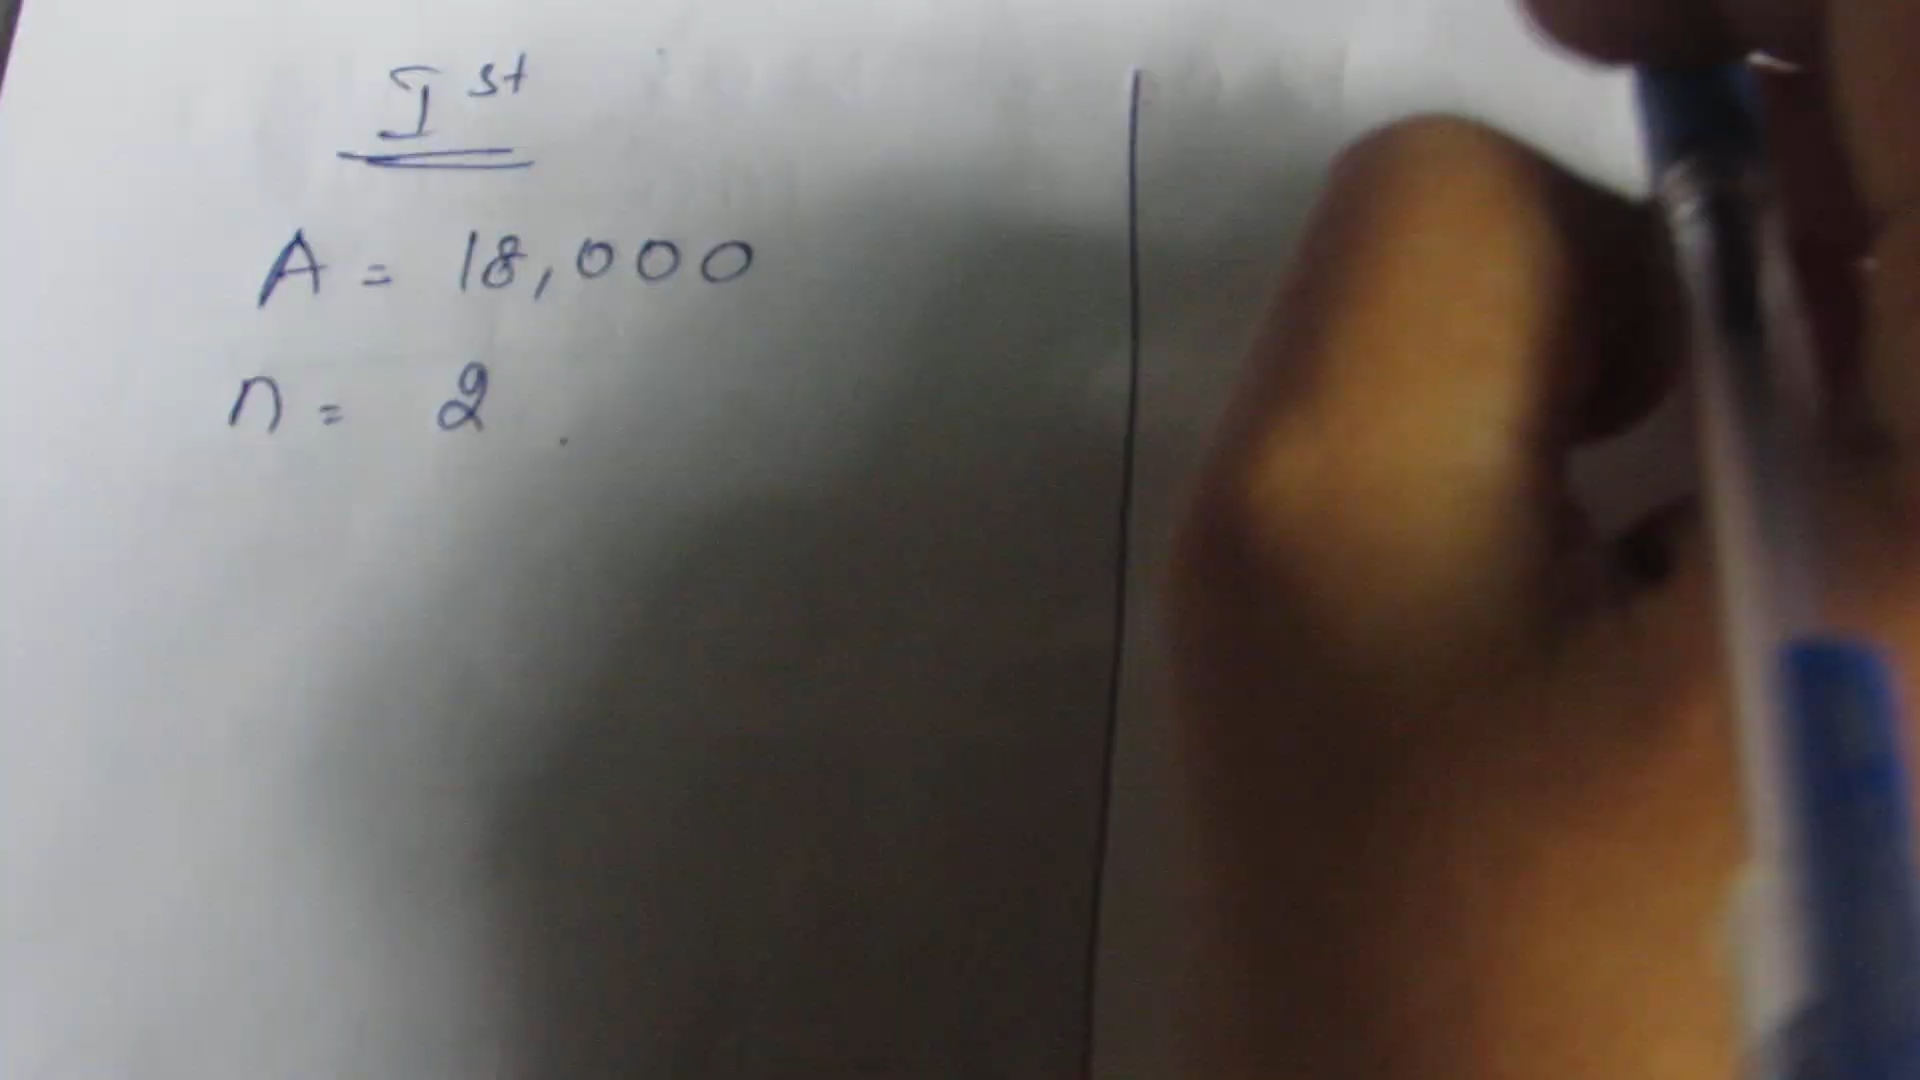 Ist
A = 18,000
n = 2